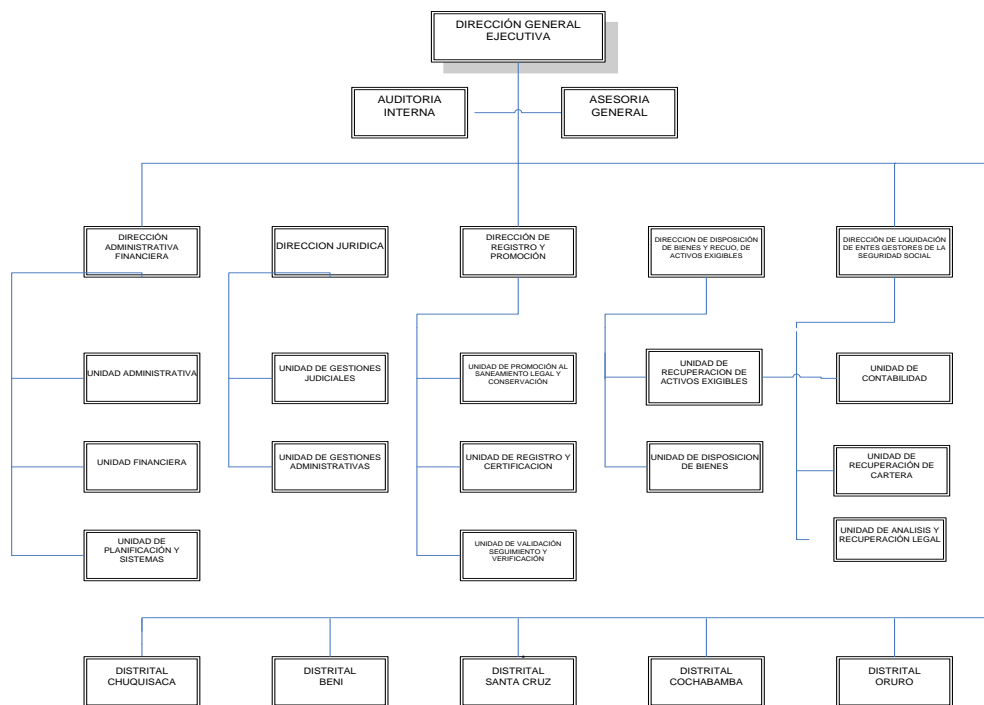 DIRECCIÓN GENERAL
EJECUTIVA
AUDITORIA
INTERNA
ASESORIA
GENERAL
DIRECCIÓN
ADMINISTRATIVA
FINANCIERA
DIRECCION JURIDICA
DIRECCIÓN DE
REGISTRO Y
PROMOCIÓN
DIRECCION DE DISPOSICIÓN
DE BIENES Y RECUO, DE
ACTIVOS EXIGIBLES
DIRECCIÓN DE LIQUIDACIÓN
DE ENTES GESTORES DE LA
SEGURIDAD SOCIAL
UNIDAD ADMINISTRATIVA
UNIDAD DE GESTIONES
JUDICIALES
UNIDAD DE PROMOCIÓN AL
SANEAMIENTO LEGAL Y
CONSERVACIÓN
UNIDAD DE
RECUPERACION DE
ACTIVOS EXIGIBLES
UNIDAD DE
CONTABILIDAD
UNIDAD FINANCIERA
UNIDAD DE GESTIONES
ADMINISTRATIVAS
UNIDAD DE REGISTRO Y
CERTIFICACION
UNIDAD DE DISPOSICION
DE BIENES
UNIDAD DE
RECUPERACIÓN DE
CARTERA
UNIDAD DE
PLANIFICACIÓN Y
SISTEMAS
UNIDAD DE VALIDACIÓN
SEGUIMIENTO Y
VERIFICACIÓN
UNIDAD DE ANALISIS Y
RECUPERACIÓN LEGAL
DISTRITAL
CHUQUISACA
DISTRITAL
BENI
DISTRITAL
SANTA CRUZ
DISTRITAL
COCHABAMBA
DISTRITAL
ORURO